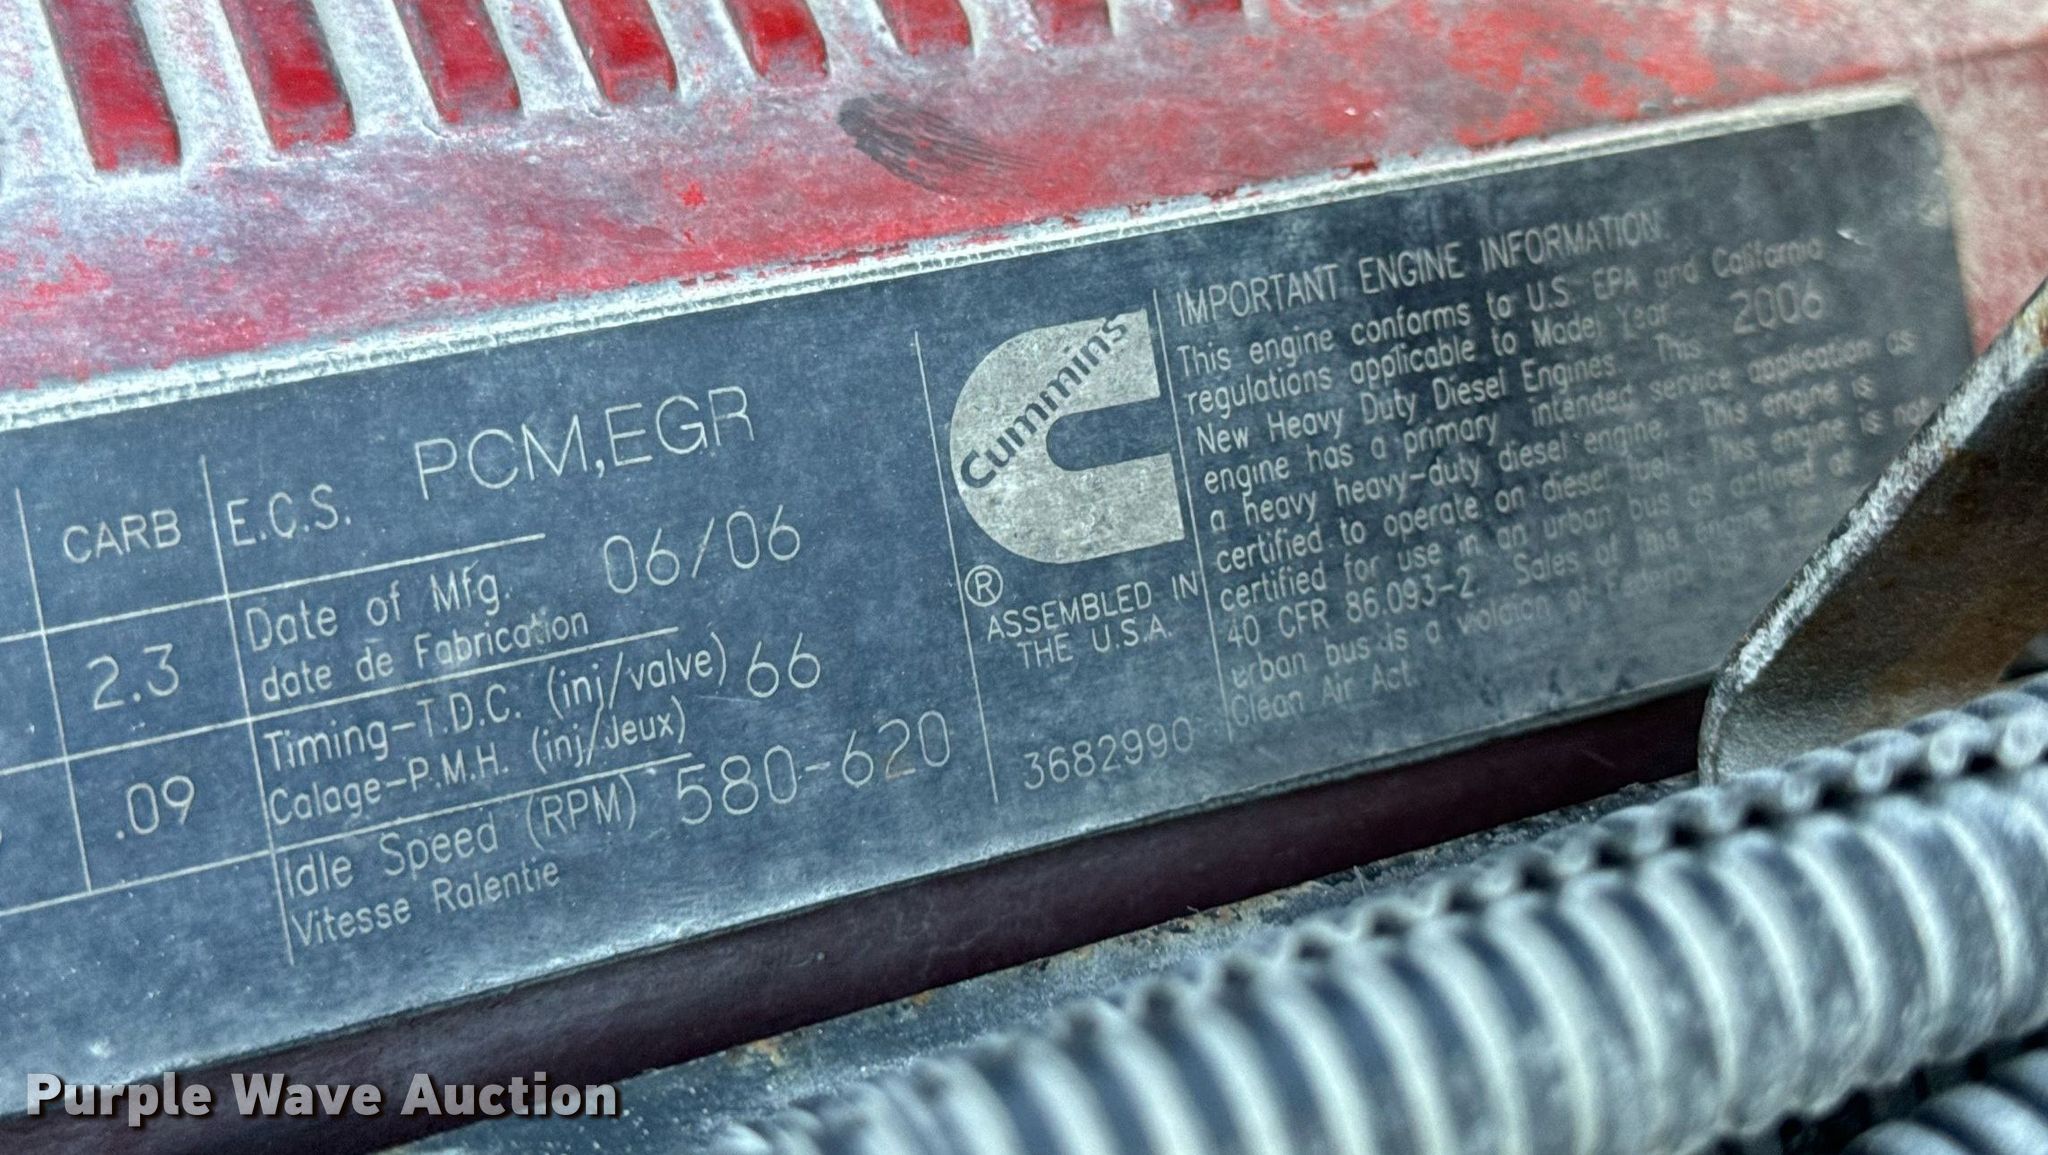 CARB
2.3
.09
E.C.S. PCM,EGR
Date of Mfg. 06/06
date de Fabrication
Timing-T.D.C. (inj/valve) 66
Calage-P.M.H. (inj/Jeux)
Idle Speed (RPM) 580-620
Vitesse Ralentie
Cummins
®
ASSEMBLED IN
THE U.S.A.
3682990
IMPORTANT ENGINE INFORMATION
This engine conforms to U.S. EPA and California
regulations applicable to Model Year 2006
New Heavy Duty Diesel Engines. This
engine has a primary intended service application as
a heavy heavy-duty diesel engine. This engine is
certified to operate on diesel fuel. This engine is not
certified for use in an urban bus as defined at
40 CFR 86.093-2. Sales of this engine
urban bus is a violation of Federal
Clean Air Act.
Purple Wave Auction